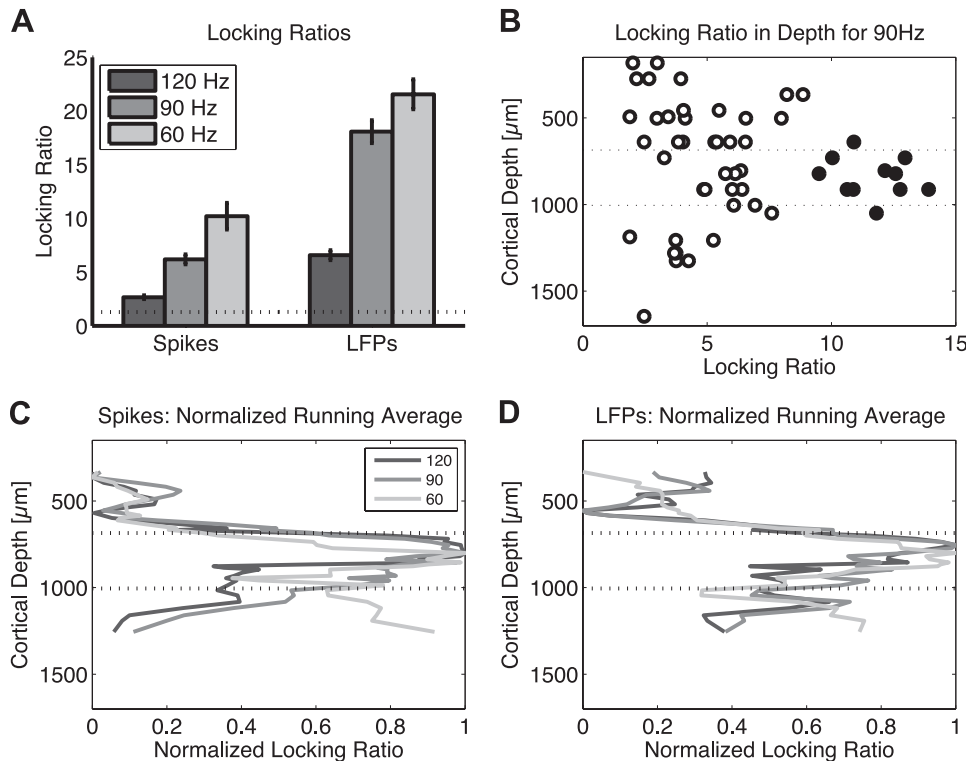 A
Locking Ratios
25
20
15
10
5
0
Locking Ratio
120 Hz
90 Hz
60 Hz
Spikes
LFPs
B
Locking Ratio in Depth for 90Hz
500
1000
1500
Cortical Depth [µm]
0
5
10
15
Locking Ratio
C
Spikes: Normalized Running Average
120
90
60
500
1000
1500
Cortical Depth [µm]
0
0.2
0.4
0.6
0.8
1
Normalized Locking Ratio
D
LFPs: Normalized Running Average
500
1000
1500
Cortical Depth [µm]
0
0.2
0.4
0.6
0.8
1
Normalized Locking Ratio